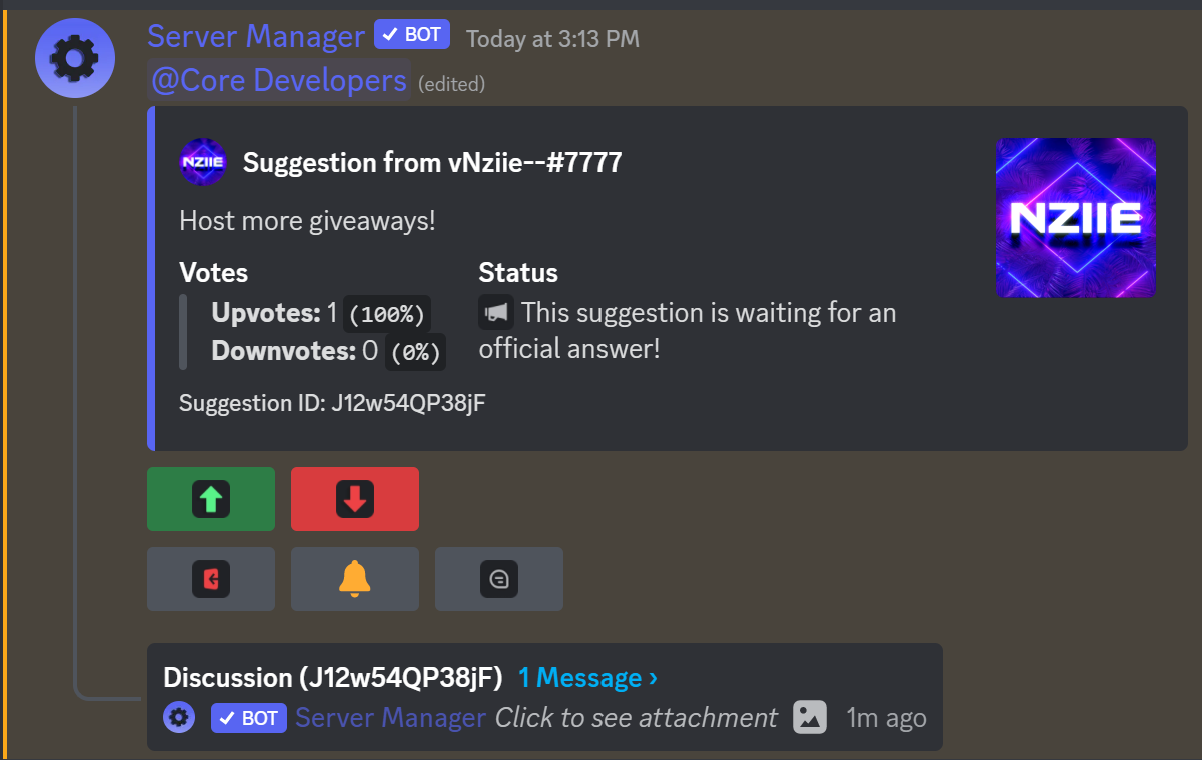 Server Manager ✓ BOT Today at 3:13 PM
@Core Developers (edited)
NZIIE Suggestion from vNziie--#7777
NZIIE
Host more giveaways!
Votes
Upvotes: 1 (100%)
Downvotes: 0 (0%)
Status
This suggestion is waiting for an
official answer!
Suggestion ID: J12w54QP38jF
Discussion (J12w54QP38jF) 1 Message ›
✓ BOT Server Manager Click to see attachment 1m ago